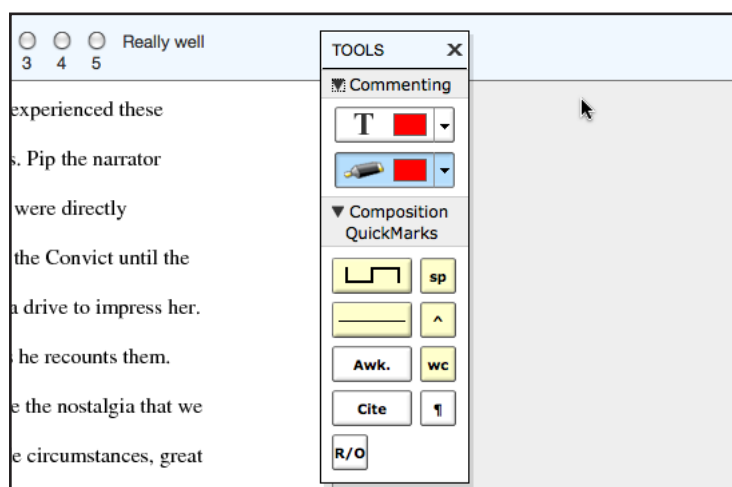 Really well
3 4 5
experienced these
s. Pip the narrator
were directly
the Convict until the
a drive to impress her.
s he recounts them.
e the nostalgia that we
e circumstances, great
TOOLS X
Commenting
T
Composition
QuickMarks
sp
^
Awk. wc
Cite ¶
R/O